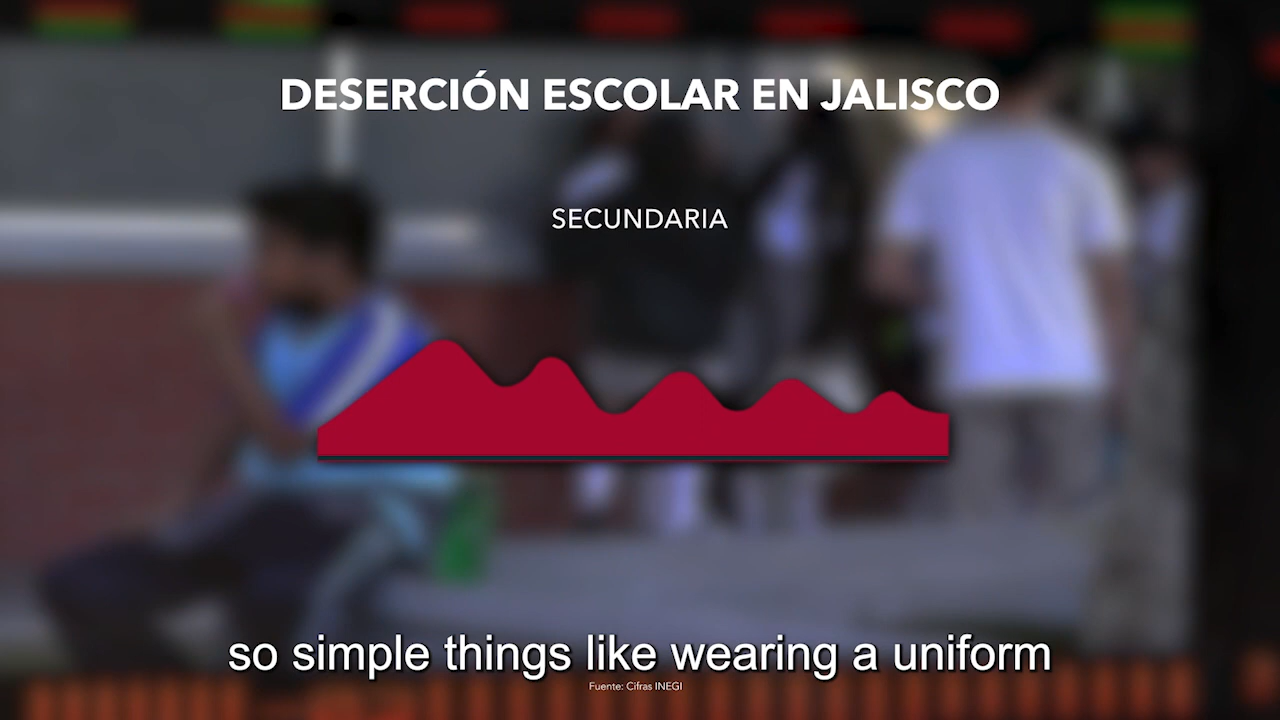 DESERCIÓN ESCOLAR EN JALISCO
SECUNDARIA
so simple things like wearing a uniform
Fuente: Cifras INEGI